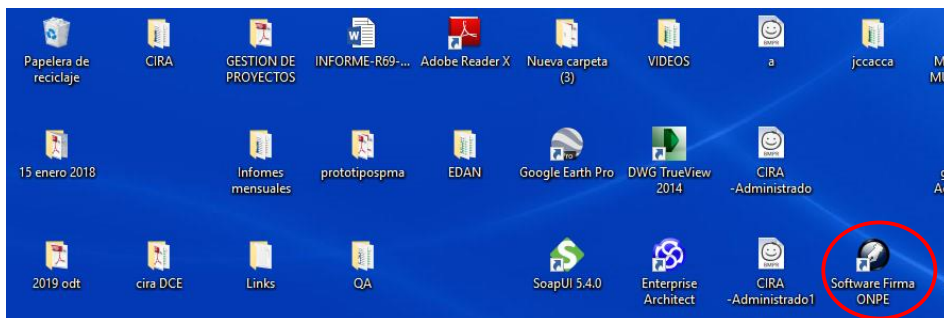 Papelera de
reciclaje
CIRA
GESTION DE
PROYECTOS
INFORME-R69-...
Adobe Reader X
Nueva carpeta
(3)
VIDEOS
a
jccacca
M
MU
15 enero 2018
Infomes
mensuales
prototipospma
EDAN
Google Earth Pro
DWG TrueView
2014
CIRA
-Administrado
g
A
2019 odt
cira DCE
Links
QA
SoapUI 5.4.0
Enterprise
Architect
CIRA
-Administrado1
Software Firma
ONPE